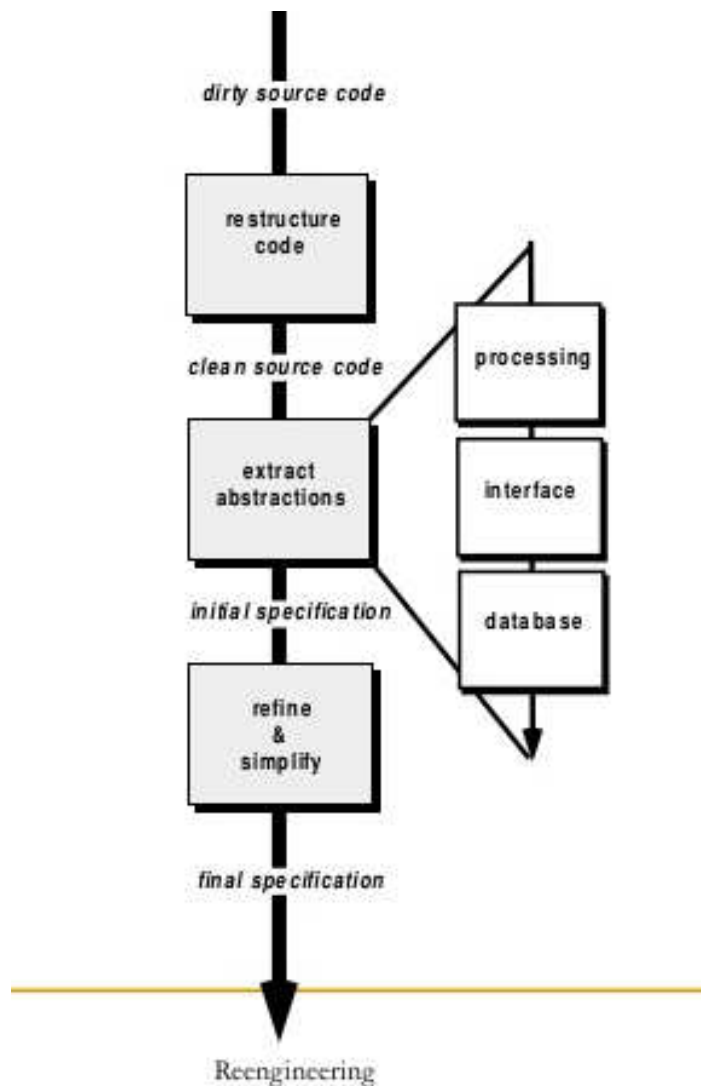 dirty source code
restructure
code
clean source code
processing
extract
abstractions
interface
initial specification
database
refine
&
simplify
final specification
Reengineering